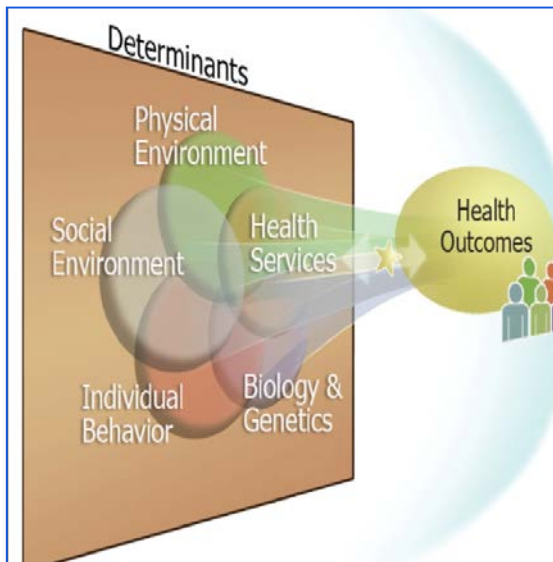 Determinants
Physical
Environment
Social
Environment
Health
Services
Individual
Behavior
Biology &
Genetics
Health
Outcomes